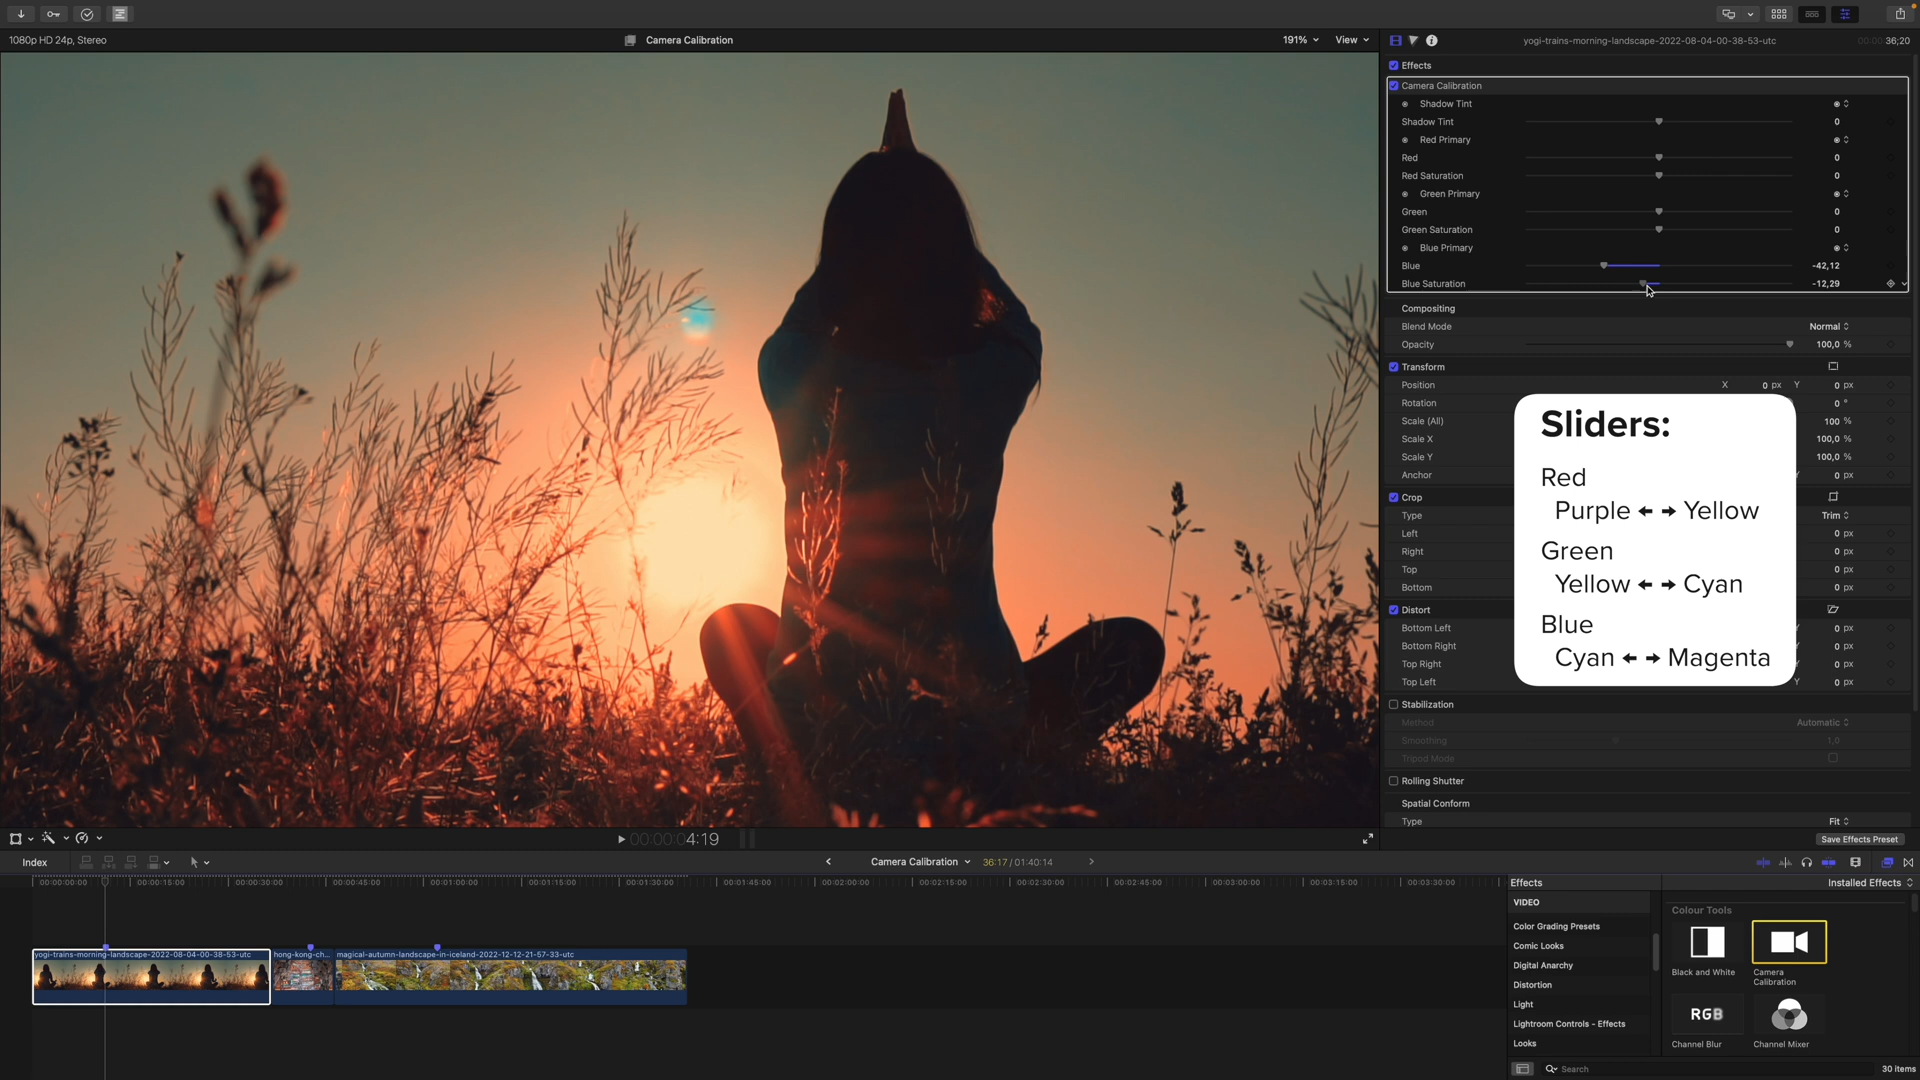 1080p HD 24p, Stereo
Camera Calibration
191%
View
yogi-trains-morning-landscape-2022-08-04-00-38-53-utc
00:00:36;20
Effects
Camera Calibration
Shadow Tint
Shadow Tint 0
Red Primary
Red 0
Red Saturation 0
Green Primary
Green 0
Green Saturation 0
Blue Primary
Blue -42,12
Blue Saturation -12,29
Compositing
Blend Mode Normal
Opacity 100,0 %
Transform
Position X 0 px Y 0 px
Rotation 0 °
Scale (All) 100 %
Scale X 100,0 %
Scale Y 100,0 %
Anchor Y 0 px
Crop
Type Trim
Left 0 px
Right 0 px
Top 0 px
Bottom 0 px
Distort
Bottom Left Y 0 px
Bottom Right Y 0 px
Top Right Y 0 px
Top Left Y 0 px
Sliders:
Red
Purple ← → Yellow
Green
Yellow ← → Cyan
Blue
Cyan ← → Magenta
Stabilization
Method Automatic
Smoothing 1,0
Tripod Mode
Rolling Shutter
Spatial Conform
Type Fit
Save Effects Preset
00:00:04:19
Index
Camera Calibration
36:17 / 01:40:14
00:00:00:00 00:00:15:00 00:00:30:00 00:00:45:00 00:01:00:00 00:01:15:00 00:01:30:00 00:01:45:00 00:02:00:00 00:02:15:00 00:02:30:00 00:02:45:00 00:03:00:00 00:03:15:00 00:03:30:00
yogi-trains-morning-landscape-2022-08-04-00-38-53-utc
hong-kong-ch...
magical-autumn-landscape-in-iceland-2022-12-12-21-57-33-utc
Effects
Installed Effects
VIDEO
Color Grading Presets
Comic Looks
Digital Anarchy
Distortion
Light
Lightroom Controls - Effects
Looks
Colour Tools
Black and White
Camera
Calibration
RGB
Channel Blur
Channel Mixer
Search
30 items